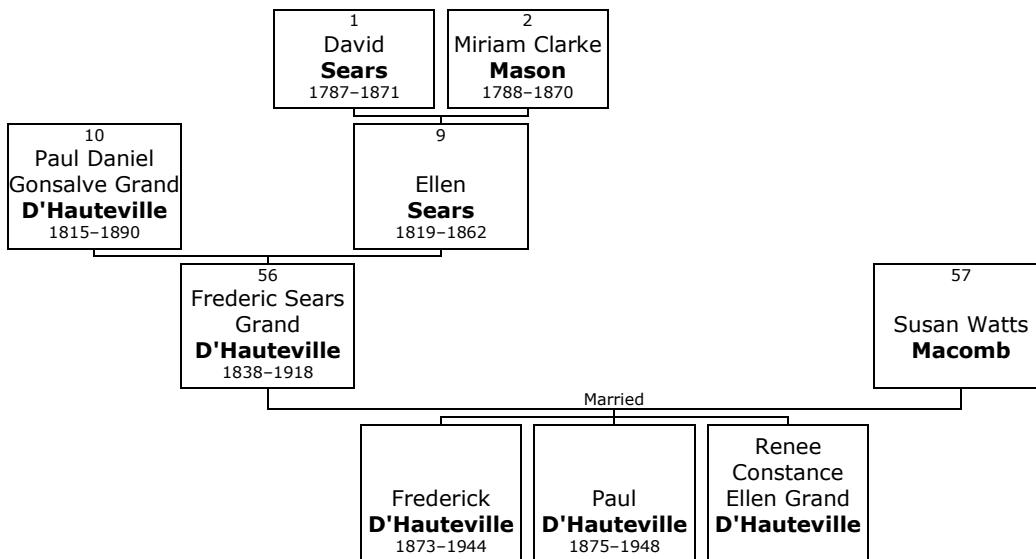 1
David
Sears
1787–1871
2
Miriam Clarke
Mason
1788–1870
10
Paul Daniel
Gonsalve Grand
D'Hauteville
1815–1890
9
Ellen
Sears
1819–1862
56
Frederic Sears
Grand
D'Hauteville
1838–1918
57
Susan Watts
Macomb
Married
Frederick
D'Hauteville
1873–1944
Paul
D'Hauteville
1875–1948
Renee
Constance
Ellen Grand
D'Hauteville